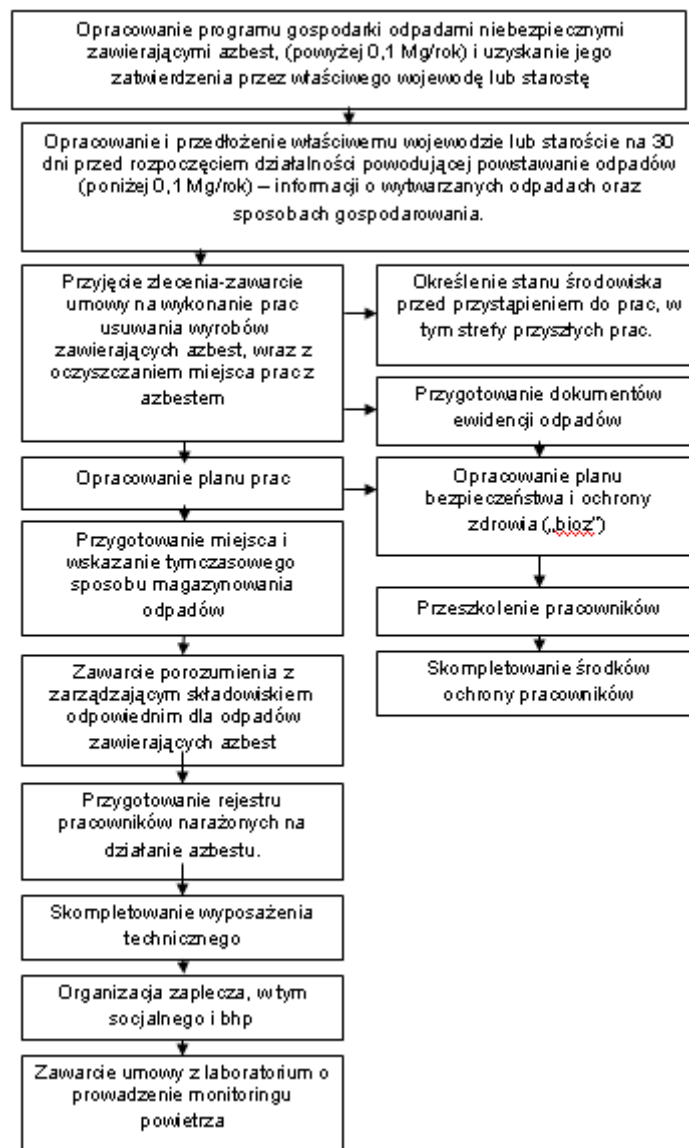 Opracowanie programu gospodarki odpadami niebezpiecznymi
zawierającymi azbest, (powyżej 0,1 Mg/rok) i uzyskanie jego
zatwierdzenia przez właściwego wojewodę lub starostę
Opracowanie i przedłożenie właściwemu wojewodzie lub staroście na 30
dni przed rozpoczęciem działalności powodującej powstawanie odpadów
(poniżej 0,1 Mg/rok) – informacji o wytwarzanych odpadach oraz
sposobach gospodarowania.
Przyjęcie zlecenia-zawarcie
umowy na wykonanie prac
usuwania wyrobów
zawierających azbest, wraz z
oczyszczaniem miejsca prac z
azbestem
Określenie stanu środowiska
przed przystąpieniem do prac, w
tym strefy przyszłych prac.
Przygotowanie dokumentów
ewidencji odpadów
Opracowanie planu prac
Opracowanie planu
bezpieczeństwa i ochrony
zdrowia („bioz”)
Przygotowanie miejsca i
wskazanie tymczasowego
sposobu magazynowania
odpadów
Przeszkolenie pracowników
Zawarcie porozumienia z
zarządzającym składowiskiem
odpowiednim dla odpadów
zawierających azbest
Skompletowanie środków
ochrony pracowników
Przygotowanie rejestru
pracowników narażonych na
działanie azbestu.
Skompletowanie wyposażenia
technicznego
Organizacja zaplecza, w tym
socjalnego i bhp
Zawarcie umowy z laboratorium o
prowadzenie monitoringu
powietrza